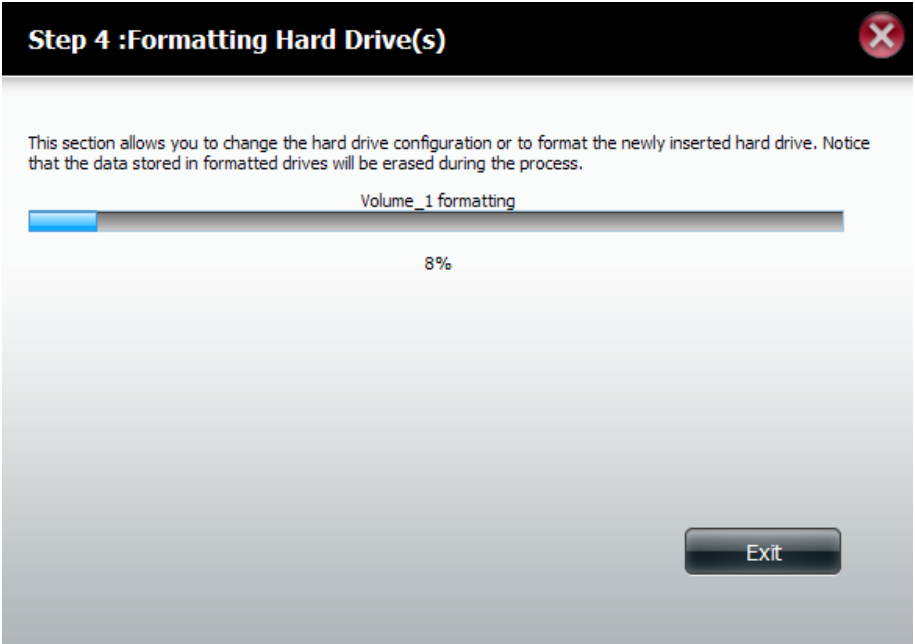 Step 4 :Formatting Hard Drive(s)
This section allows you to change the hard drive configuration or to format the newly inserted hard drive. Notice
that the data stored in formatted drives will be erased during the process.
Volume_1 formatting
8%
Exit